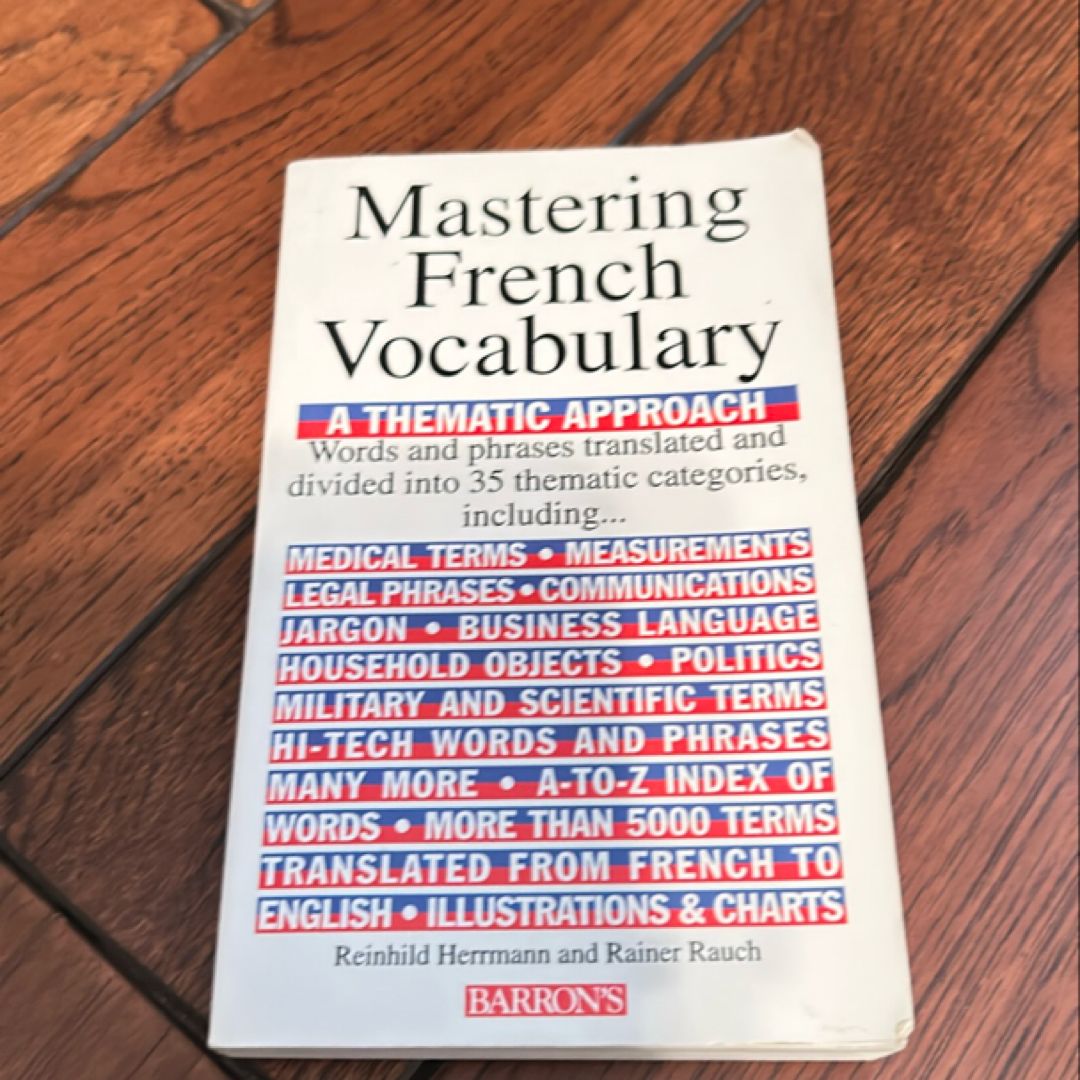 Mastering
French
Vocabulary
A THEMATIC APPROACH
Words and phrases translated and
divided into 35 thematic categories,
including...
MEDICAL TERMS • MEASUREMENTS
LEGAL PHRASES • COMMUNICATIONS
JARGON • BUSINESS LANGUAGE
HOUSEHOLD OBJECTS • POLITICS
MILITARY AND SCIENTIFIC TERMS
HI-TECH WORDS AND PHRASES
MANY MORE • A-TO-Z INDEX OF
WORDS • MORE THAN 5000 TERMS
TRANSLATED FROM FRENCH TO
ENGLISH • ILLUSTRATIONS & CHARTS
Reinhild Herrmann and Rainer Rauch
BARRON'S